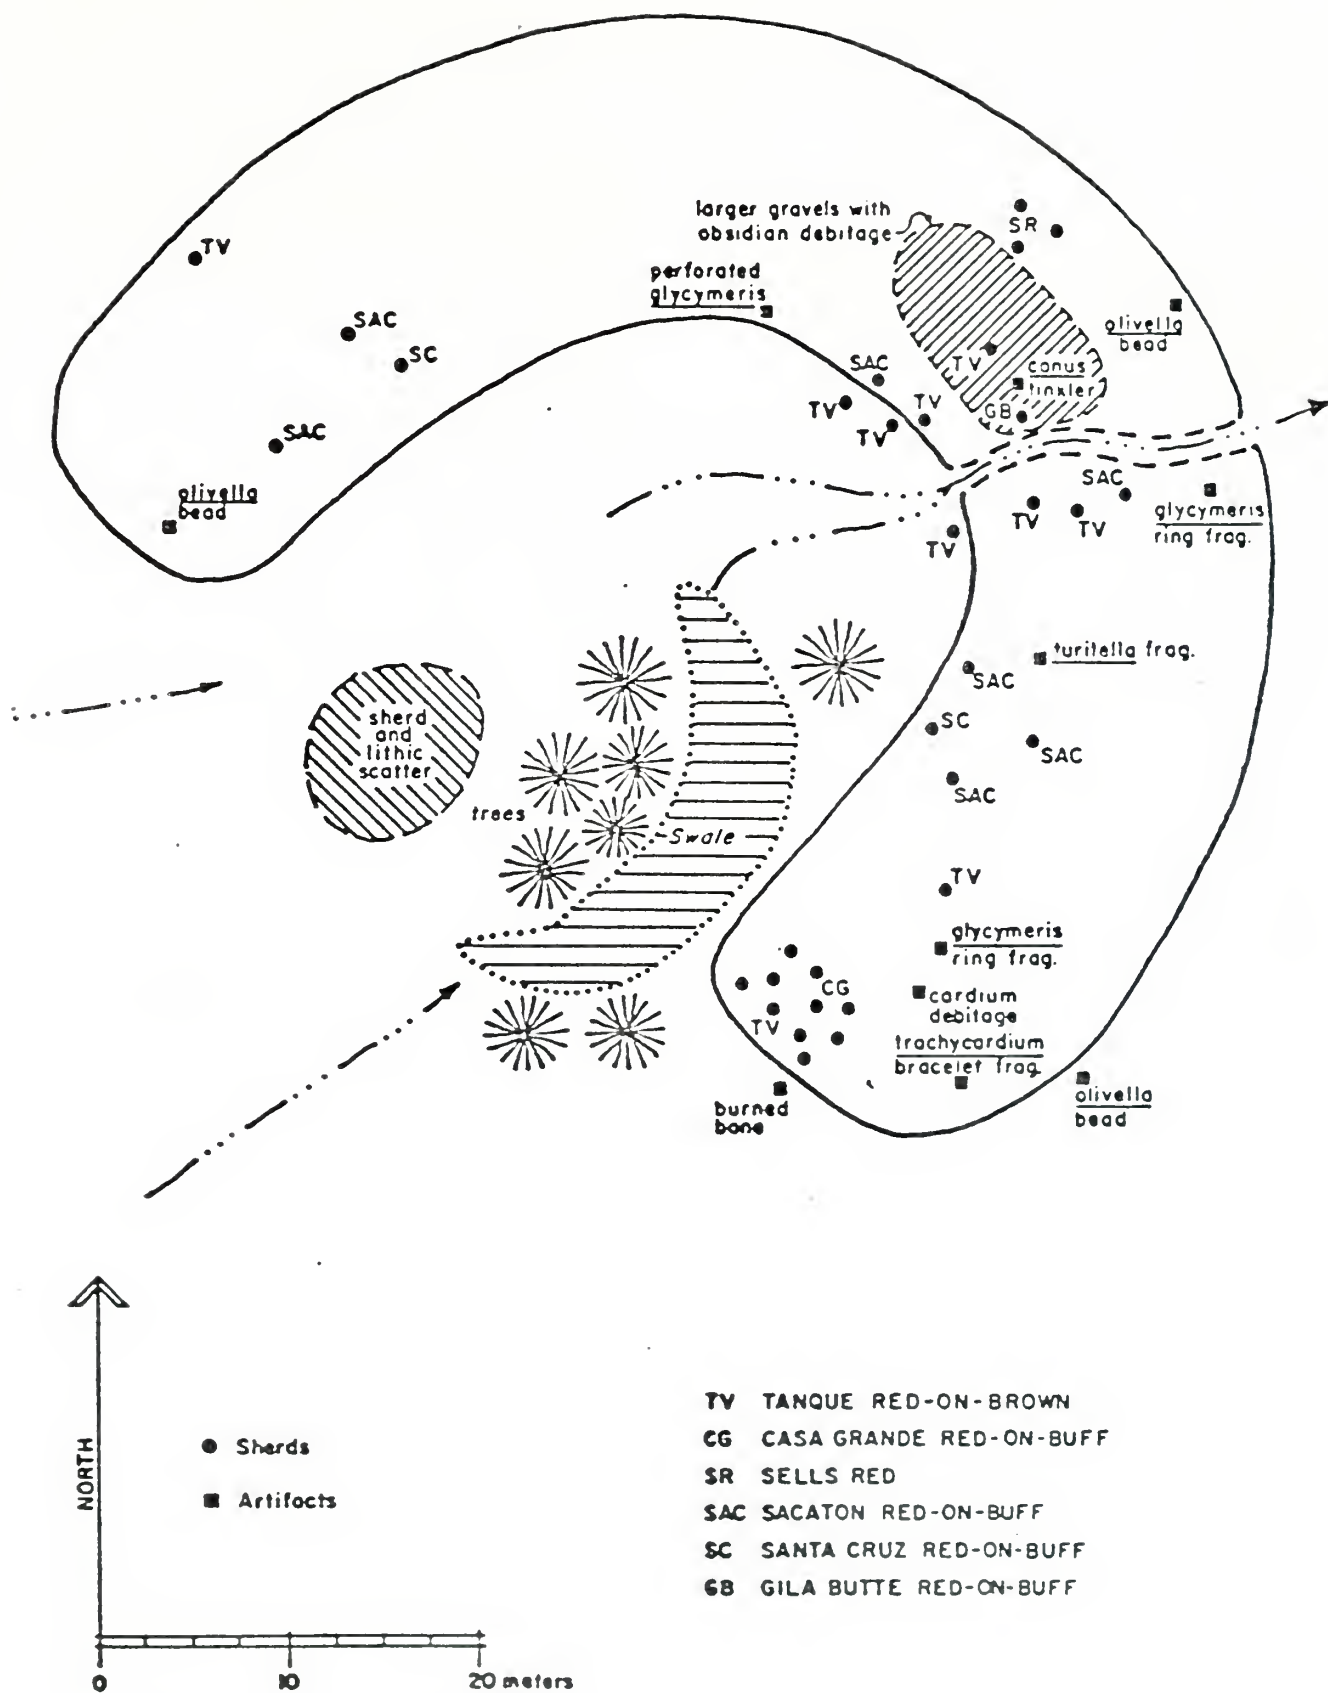 larger gravels with
obsidian debitage
SR
TV
perforated
glycymeris
SAC
olivella
bead
SC
TV
conus
tinkler
SAC
TV
GB
TV
TV
SAC
SAC
olivella
bead
glycymeris
ring frag.
TV
TV
TV
turitella frag.
SAC
sherd
and
lithic
scatter
SC
SAC
SAC
trees
Swale
TV
glycymeris
ring frag.
CG
cardium
debitage
TV
trachycardium
bracelet frag.
burned
bone
olivella
bead
NORTH
Sherds
Artifacts
TV TANQUE RED-ON-BROWN
CG CASA GRANDE RED-ON-BUFF
SR SELLS RED
SAC SACATON RED-ON-BUFF
SC SANTA CRUZ RED-ON-BUFF
GB GILA BUTTE RED-ON-BUFF
0 10 20 meters